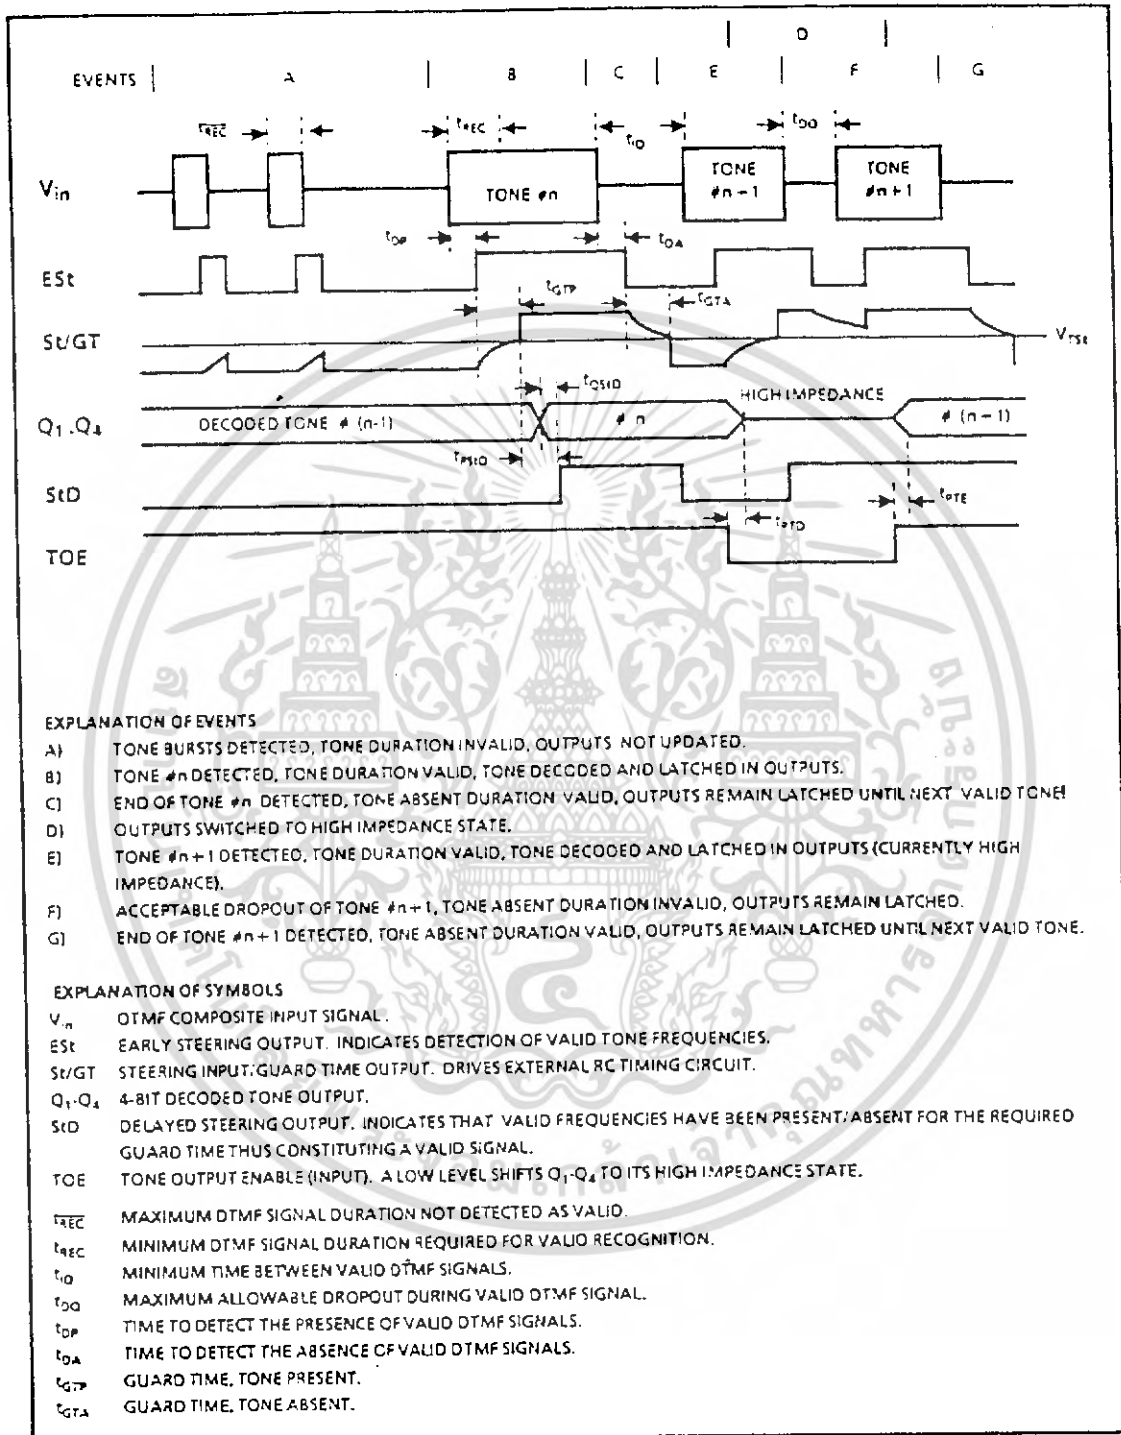 D
EVENTS A B C E F G
tREC tREC tID tDO
Vin TONE #n TONE #n-1 TONE #n+1
tDP tDA
ESt
tGTP tGTA
St/GT VTSt
tQStD HIGH IMPEDANCE
Q1-Q4 DECODED TONE # (n-1) # n # (n-1)
tPStD
StD tPTE
tPTD
TOE
EXPLANATION OF EVENTS
A) TONE BURSTS DETECTED, TONE DURATION INVALID, OUTPUTS NOT UPDATED.
B) TONE #n DETECTED, TONE DURATION VALID, TONE DECODED AND LATCHED IN OUTPUTS.
C) END OF TONE #n DETECTED, TONE ABSENT DURATION VALID, OUTPUTS REMAIN LATCHED UNTIL NEXT VALID TONE.
D) OUTPUTS SWITCHED TO HIGH IMPEDANCE STATE.
E) TONE #n+1 DETECTED, TONE DURATION VALID, TONE DECODED AND LATCHED IN OUTPUTS (CURRENTLY HIGH
IMPEDANCE).
F) ACCEPTABLE DROPOUT OF TONE #n+1, TONE ABSENT DURATION INVALID, OUTPUTS REMAIN LATCHED.
G) END OF TONE #n+1 DETECTED, TONE ABSENT DURATION VALID, OUTPUTS REMAIN LATCHED UNTIL NEXT VALID TONE.
EXPLANATION OF SYMBOLS
Vin DTMF COMPOSITE INPUT SIGNAL.
ESt EARLY STEERING OUTPUT. INDICATES DETECTION OF VALID TONE FREQUENCIES.
St/GT STEERING INPUT/GUARD TIME OUTPUT. DRIVES EXTERNAL RC TIMING CIRCUIT.
Q1-Q4 4-BIT DECODED TONE OUTPUT.
StD DELAYED STEERING OUTPUT. INDICATES THAT VALID FREQUENCIES HAVE BEEN PRESENT/ABSENT FOR THE REQUIRED
GUARD TIME THUS CONSTITUTING A VALID SIGNAL.
TOE TONE OUTPUT ENABLE (INPUT). A LOW LEVEL SHIFTS Q1-Q4 TO ITS HIGH IMPEDANCE STATE.
tREC MAXIMUM DTMF SIGNAL DURATION NOT DETECTED AS VALID.
tREC MINIMUM DTMF SIGNAL DURATION REQUIRED FOR VALID RECOGNITION.
tID MINIMUM TIME BETWEEN VALID DTMF SIGNALS.
tDO MAXIMUM ALLOWABLE DROPOUT DURING VALID DTMF SIGNAL.
tDP TIME TO DETECT THE PRESENCE OF VALID DTMF SIGNALS.
tDA TIME TO DETECT THE ABSENCE OF VALID DTMF SIGNALS.
tGTP GUARD TIME, TONE PRESENT.
tGTA GUARD TIME, TONE ABSENT.